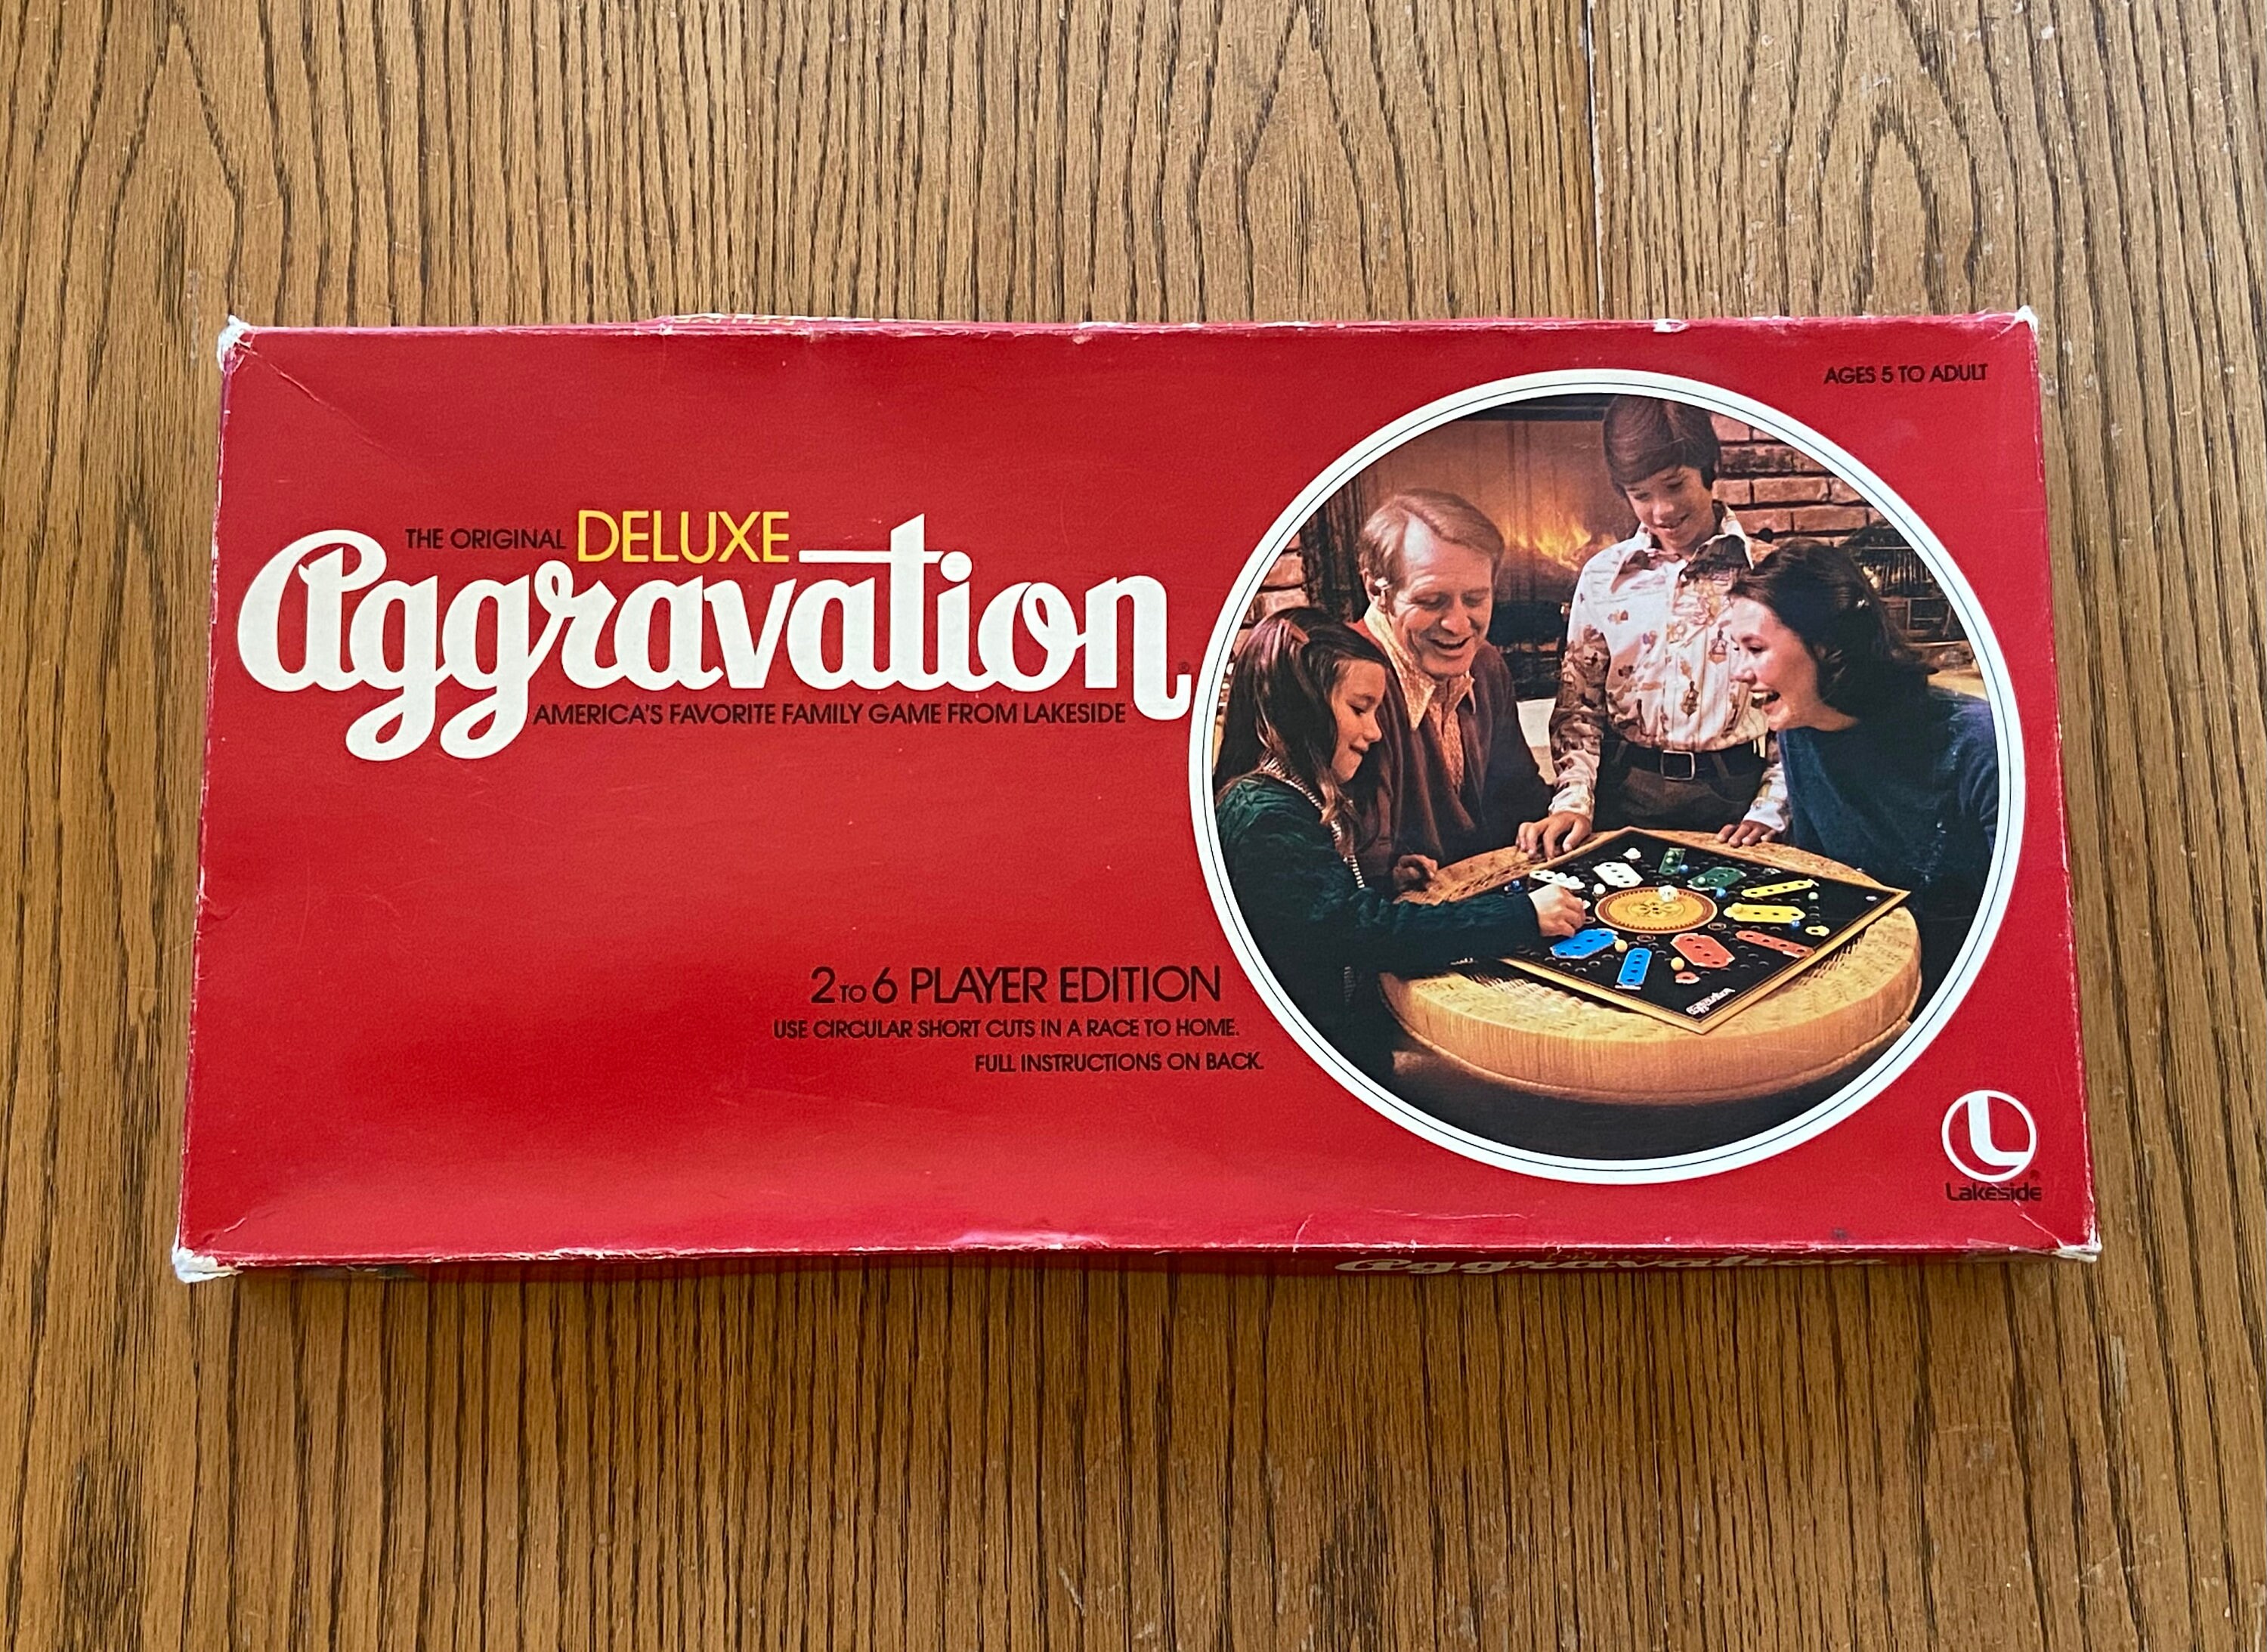 AGES 5 TO ADULT
THE ORIGINAL DELUXE
Aggravation®
AMERICA'S FAVORITE FAMILY GAME FROM LAKESIDE
2 TO 6 PLAYER EDITION
USE CIRCULAR SHORT CUTS IN A RACE TO HOME.
FULL INSTRUCTIONS ON BACK.
Aggravation
L
Lakeside®
Aggravation